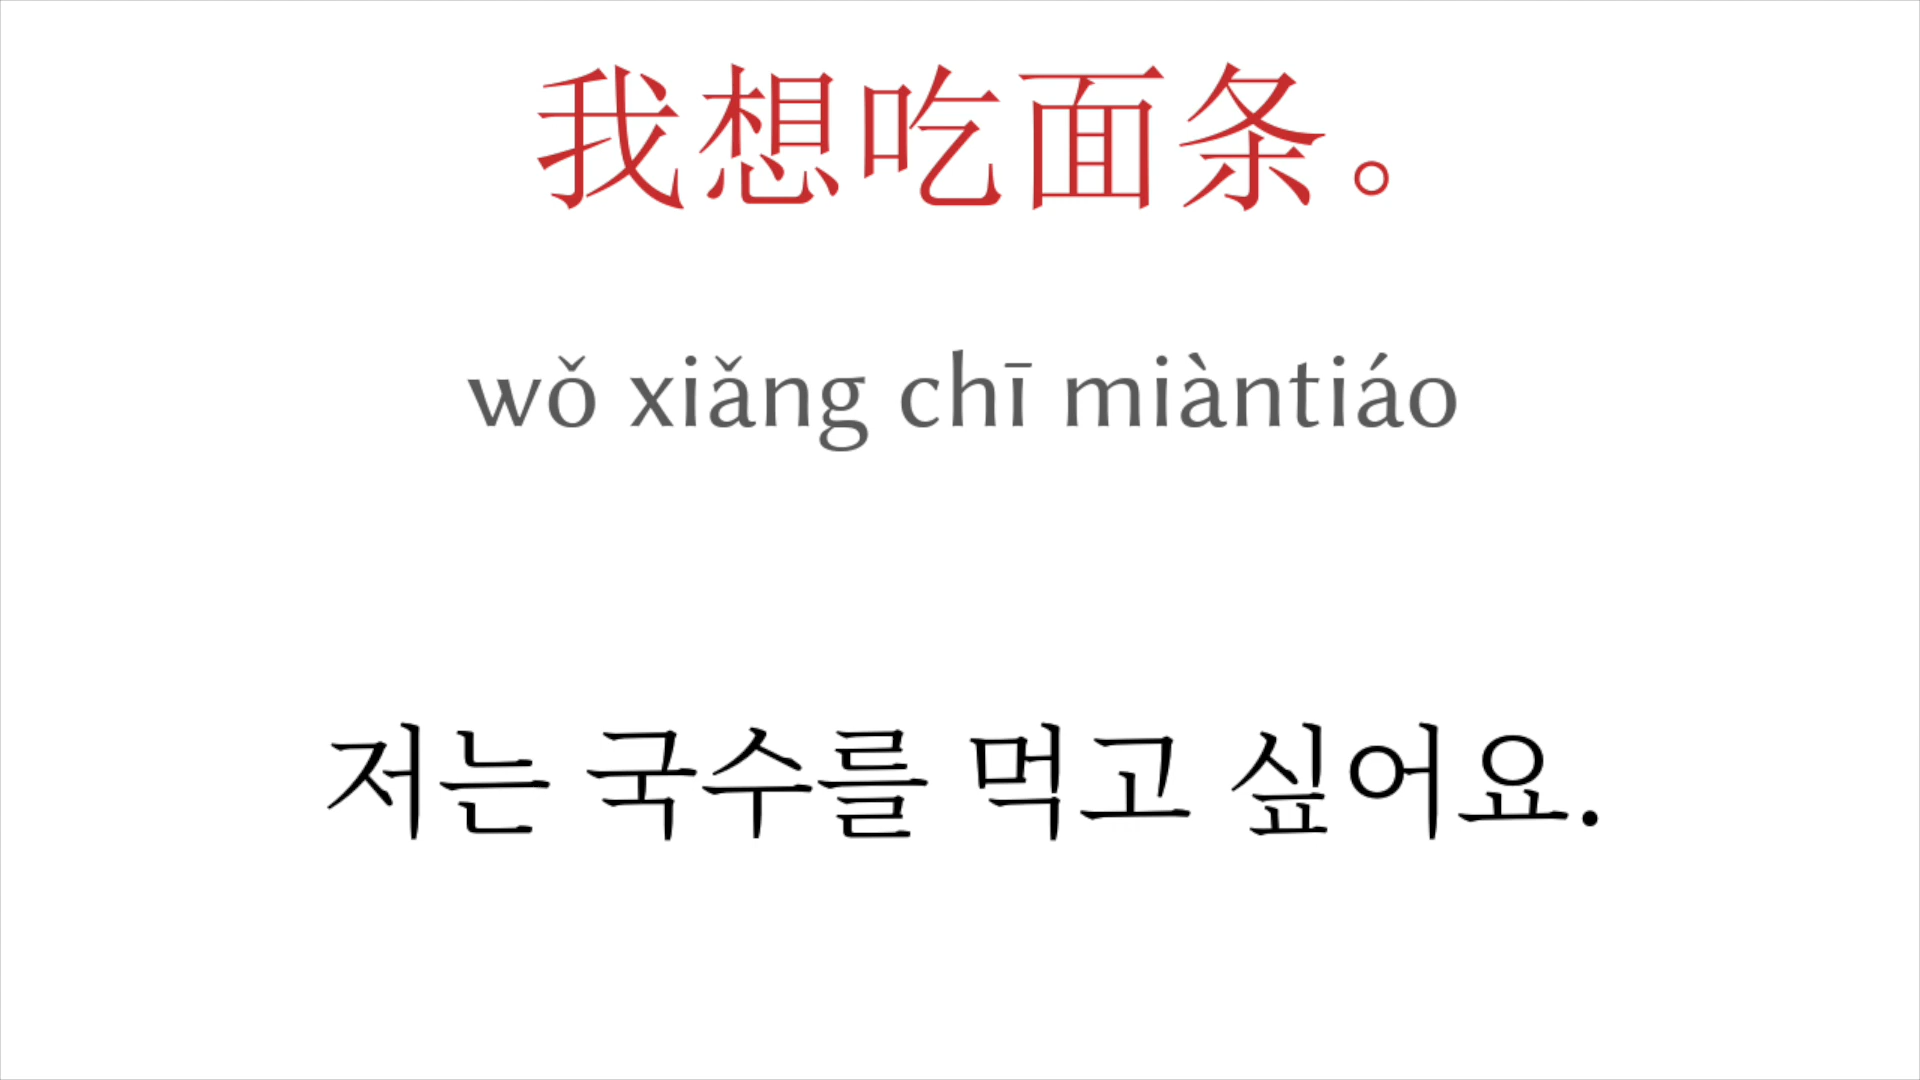 我想吃面条。
wǒ xiǎng chī miàntiáo
저는 국수를 먹고 싶어요.